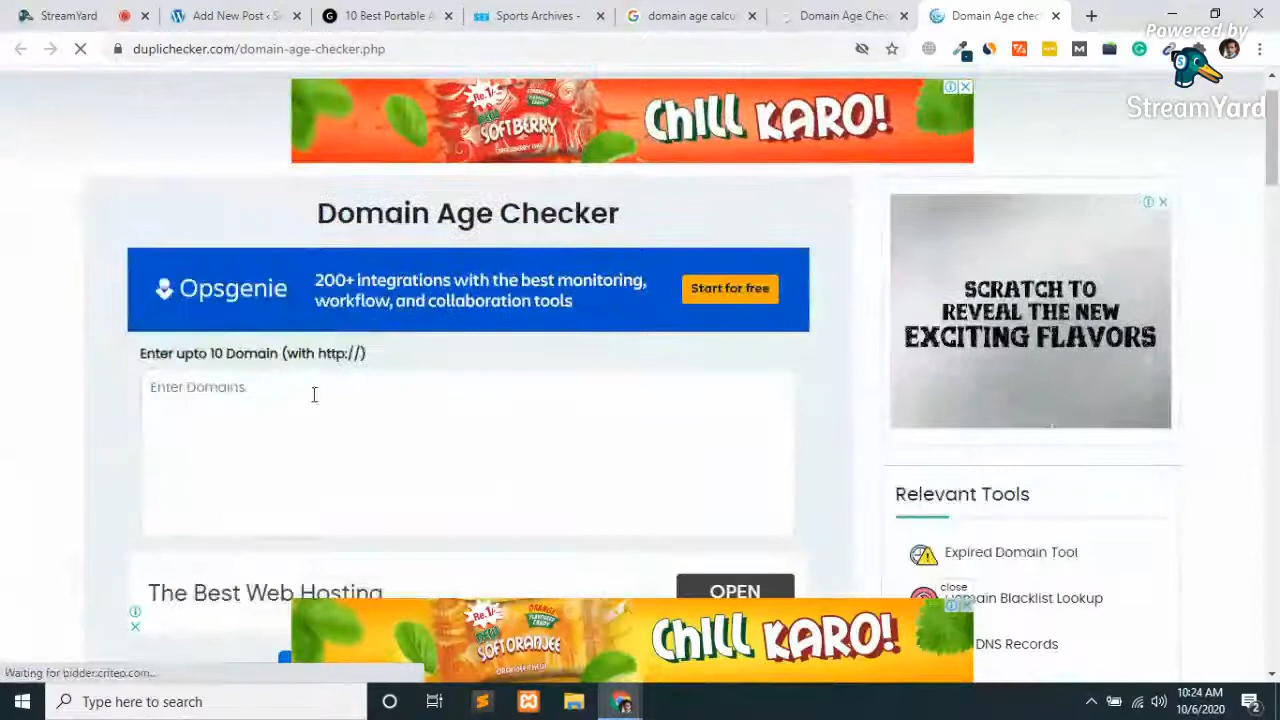 StreamYard
Add New Post ‹ S
10 Best Portable A
Sports Archives -
domain age calcu
Domain Age Chec
Domain Age chec
duplichecker.com/domain-age-checker.php
Powered by
StreamYard
Re.1/-
SOFTBERRY
CHILL KARO!
Domain Age Checker
Opsgenie
200+ integrations with the best monitoring,
workflow, and collaboration tools
Start for free
SCRATCH TO
REVEAL THE NEW
EXCITING FLAVORS
Enter upto 10 Domain (with http://)
Enter Domains
Relevant Tools
Expired Domain Tool
close
Domain Blacklist Lookup
DNS Records
The Best Web Hosting
OPEN
Re.1/-
SOFTORANJEE
CHILL KARO!
Waiting for bidder.criteo.com...
Type here to search
10:24 AM
10/6/2020
2